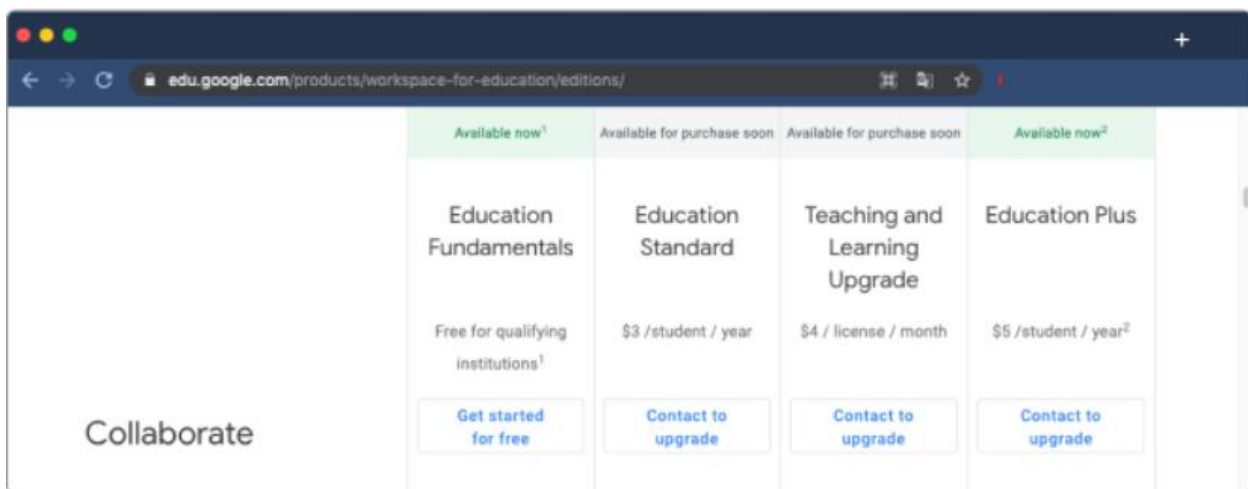 edu.google.com/products/workspace-for-education/editions/
Available now¹
Available for purchase soon
Available for purchase soon
Available now²
Education
Fundamentals
Education
Standard
Teaching and
Learning
Upgrade
Education Plus
Free for qualifying
institutions¹
$3 /student / year
$4 / license / month
$5 /student / year²
Collaborate
Get started
for free
Contact to
upgrade
Contact to
upgrade
Contact to
upgrade